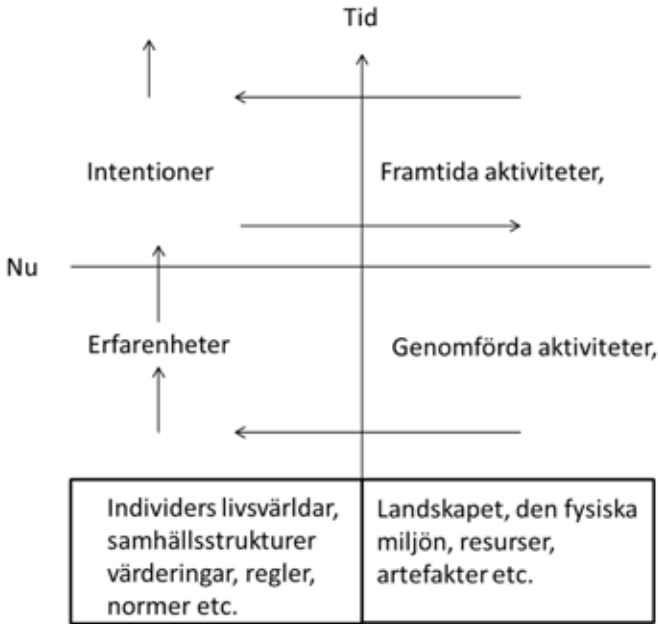 Tid
Intentioner
Framtida aktiviteter,
Nu
Erfarenheter
Genomförda aktiviteter,
Individers livsvärldar,
samhällsstrukturer
värderingar, regler,
normer etc.
Landskapet, den fysiska
miljön, resurser,
artefakter etc.